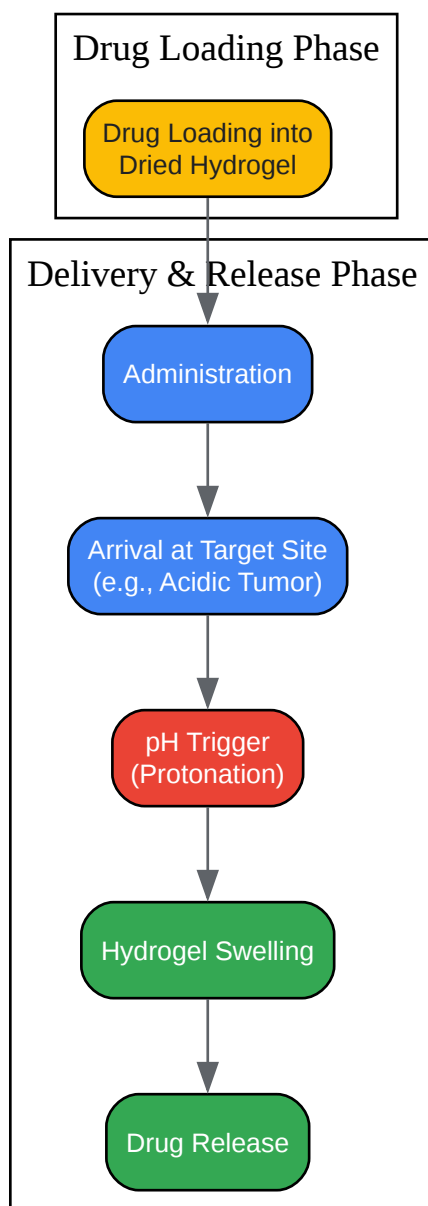 Drug Loading Phase
Drug Loading into
Dried Hydrogel
Delivery & Release Phase
Administration
Arrival at Target Site
(e.g., Acidic Tumor)
pH Trigger
(Protonation)
Hydrogel Swelling
Drug Release